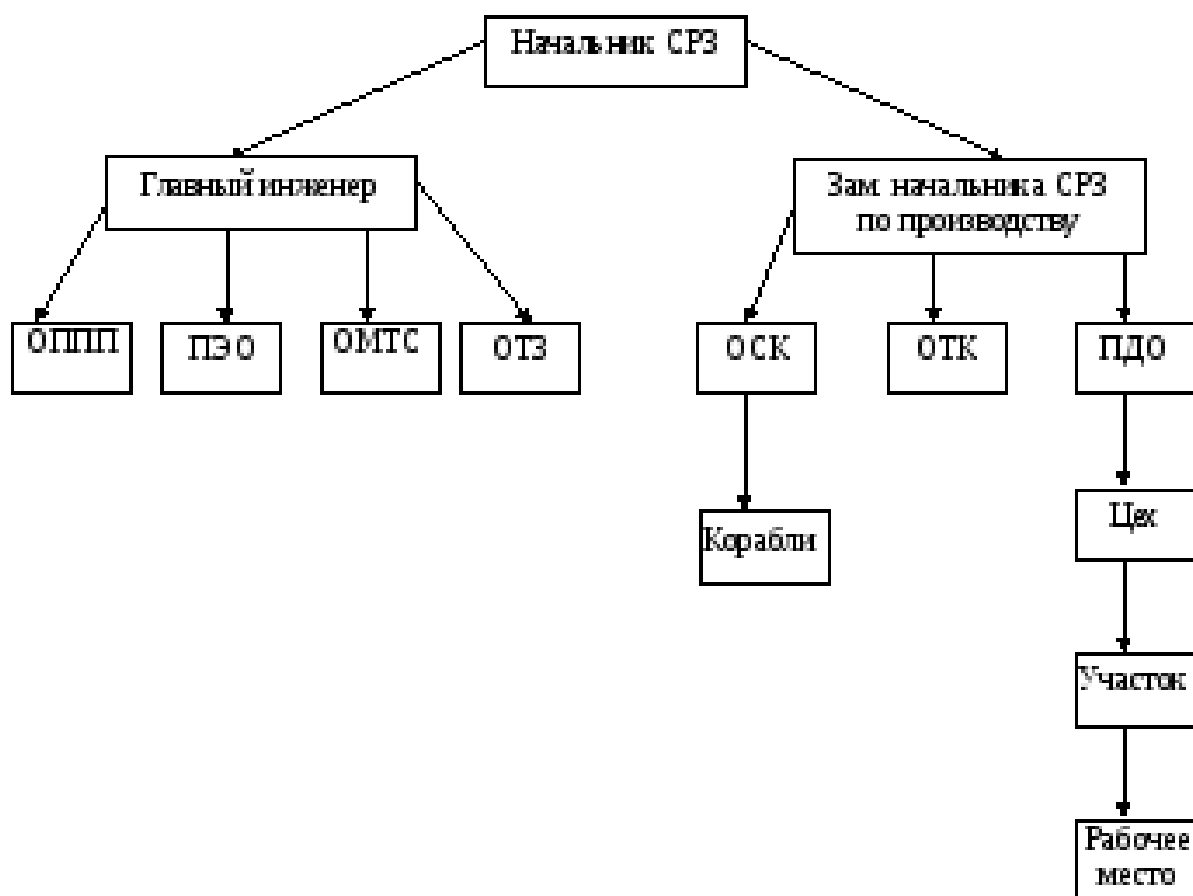 Начальник СРЗ
Главный инженер
Зам. начальника СРЗ
по производству
ОППП
ПЭО
ОМТС
ОТЗ
ОСК
ОТК
ПДО
Корабли
Цех
Участок
Рабочее
место